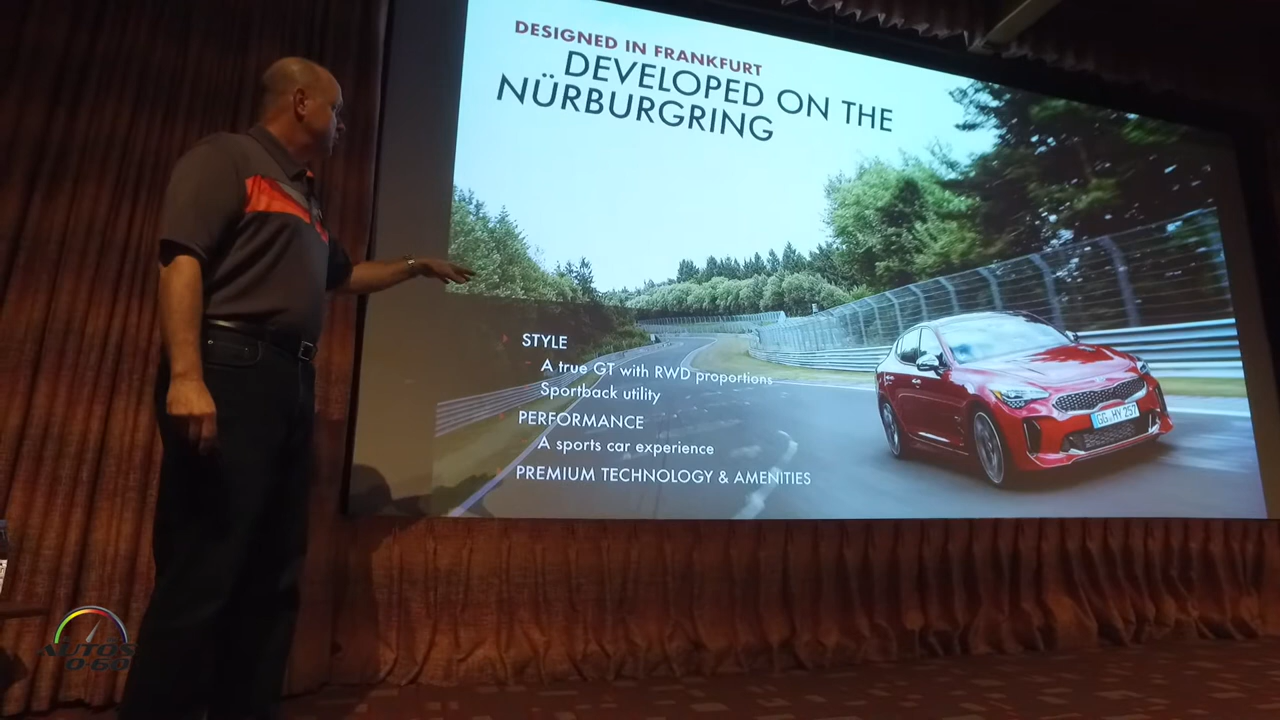 DESIGNED IN FRANKFURT
DEVELOPED ON THE
NÜRBURGRING
STYLE
A true GT with RWD proportions
Sportback utility
PERFORMANCE
A sports car experience
PREMIUM TECHNOLOGY & AMENITIES
GG HY 257
AUTOS
0-60